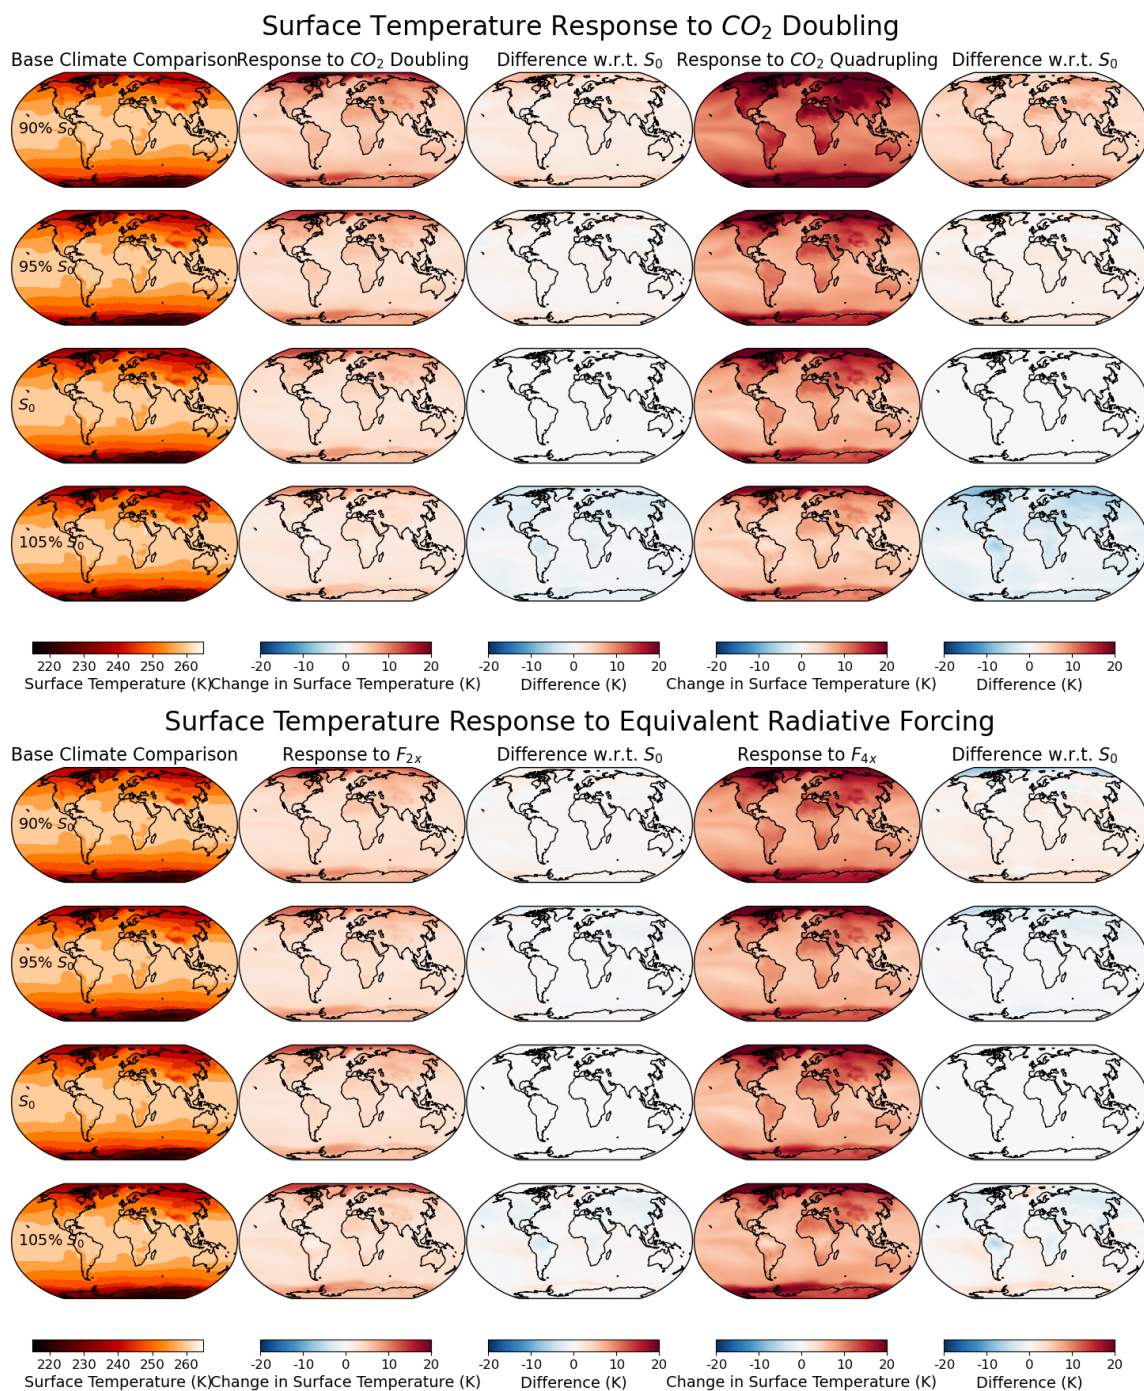 Surface Temperature Response to CO₂ Doubling
Base Climate Comparison Response to CO₂ Doubling Difference w.r.t. S₀ Response to CO₂ Quadrupling Difference w.r.t. S₀
90% S₀
95% S₀
S₀
105% S₀
220 230 240 250 260 -20 -10 0 10 20 -20 -10 0 10 20 -20 -10 0 10 20 -20 -10 0 10 20
Surface Temperature (K) Change in Surface Temperature (K) Difference (K) Change in Surface Temperature (K) Difference (K)
Surface Temperature Response to Equivalent Radiative Forcing
Base Climate Comparison Response to F₂ₓ Difference w.r.t. S₀ Response to F₄ₓ Difference w.r.t. S₀
90% S₀
95% S₀
S₀
105% S₀
220 230 240 250 260 -20 -10 0 10 20 -20 -10 0 10 20 -20 -10 0 10 20 -20 -10 0 10 20
Surface Temperature (K) Change in Surface Temperature (K) Difference (K) Change in Surface Temperature (K) Difference (K)